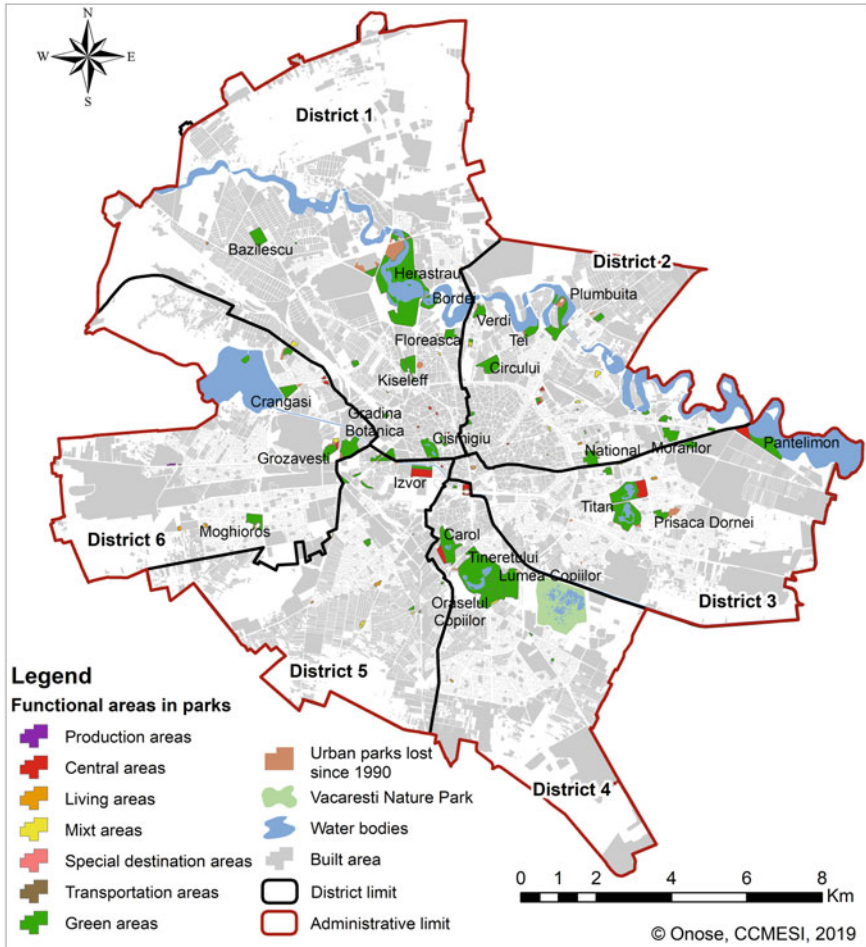 N
W E
S
District 1
Bazilescu
Herastrau
Border
District 2
Plumbuita
Verdi
Tei
Floreasca
Circului
Kiseleff
Crangasi
Gradina
Botanica
Cismigiu
Grozavesti
National
Morarilor
Pantelimon
Izvor
Titan
Prisaca Dornei
Moghioros
District 6
Carol
Tineretului
Lumea Copiilor
Oraselul
Copiilor
District 3
District 5
District 4
Legend
Functional areas in parks
Production areas
Central areas
Living areas
Mixt areas
Special destination areas
Transportation areas
Green areas
Urban parks lost
since 1990
Vacaresti Nature Park
Water bodies
Built area
District limit
Administrative limit
0 1 2 4 6 8
Km
© Onose, CCMESI, 2019